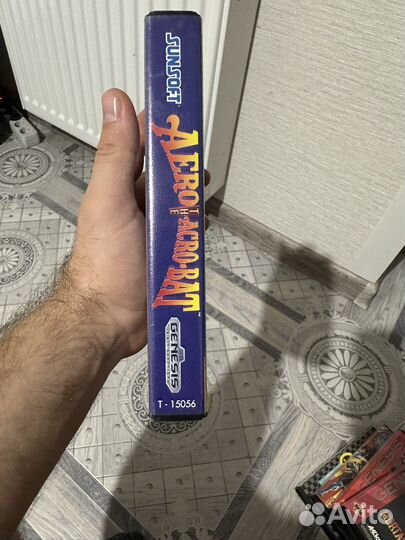 SUNSOFT
AERO THE ACRO-BAT
GENESIS
T - 15056
Avito